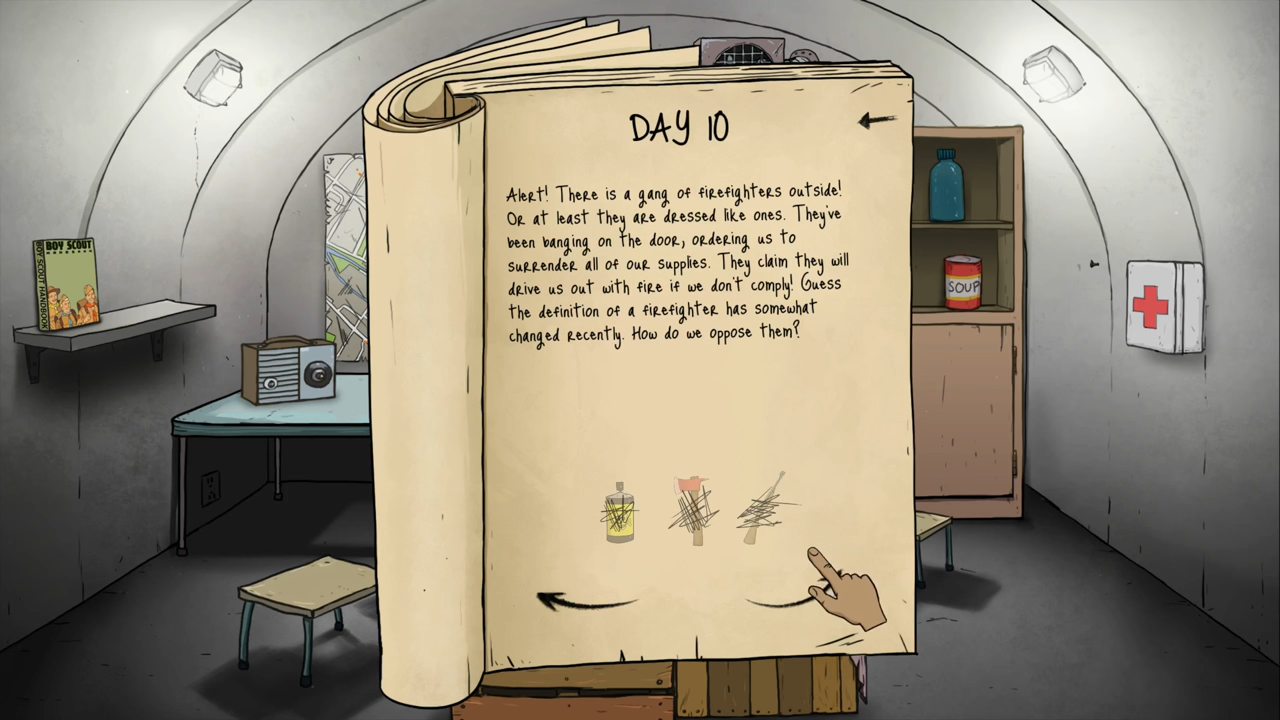 DAY 10
Alert! There is a gang of firefighters outside!
Or at least they are dressed like ones. They've
been banging on the door, ordering us to
surrender all of our supplies. They claim they will
drive us out with fire if we don't comply! Guess
the definition of a firefighter has somewhat
changed recently. How do we oppose them?
BOY SCOUT
BOY SCOUT HANDBOOK
SOUP